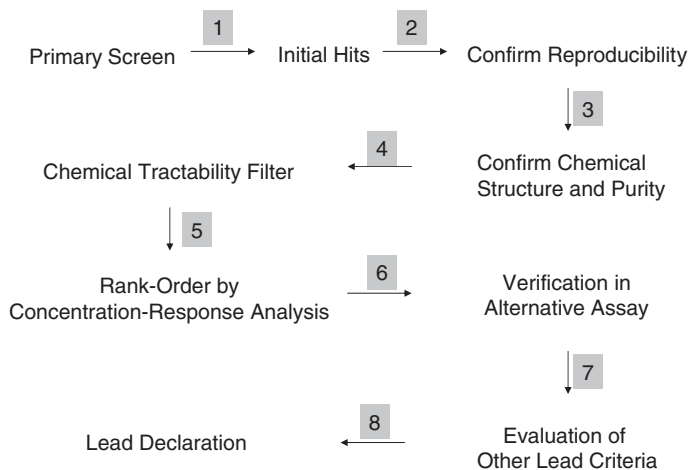 1
2
Primary Screen
Initial Hits
Confirm Reproducibility
3
4
Chemical Tractability Filter
Confirm Chemical
Structure and Purity
5
6
Rank-Order by
Concentration-Response Analysis
Verification in
Alternative Assay
7
8
Lead Declaration
Evaluation of
Other Lead Criteria